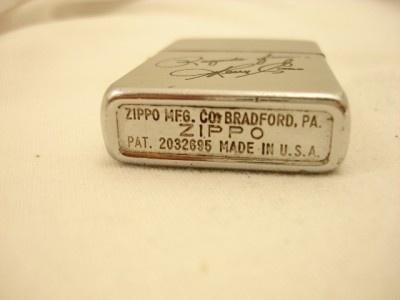 ZIPPO MFG. CO. BRADFORD, PA.
ZIPPO
PAT. 2032695 MADE IN U.S.A.